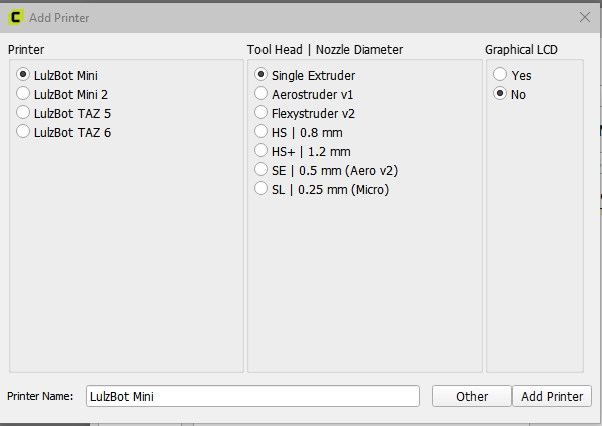 Add Printer
Printer
LulzBot Mini
LulzBot Mini 2
LulzBot TAZ 5
LulzBot TAZ 6
Tool Head | Nozzle Diameter
Single Extruder
Aerostruder v1
Flexystruder v2
HS | 0.8 mm
HS+ | 1.2 mm
SE | 0.5 mm (Aero v2)
SL | 0.25 mm (Micro)
Graphical LCD
Yes
No
Printer Name: LulzBot Mini Other Add Printer